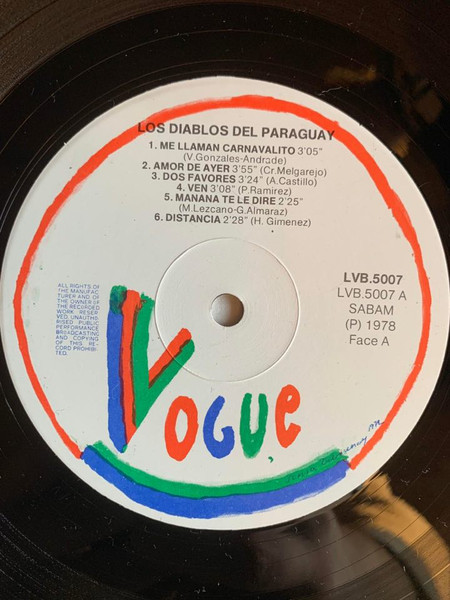 LOS DIABLOS DEL PARAGUAY
1. ME LLAMAN CARNAVALITO 3'05"
(V.Gonzales-Andrade)
2. AMOR DE AYER 3'55" (Cr.Melgarejo)
3. DOS FAVORES 3'24" (A.Castillo)
4. VEN 3'08" (P.Ramirez)
5. MANANA TE LE DIRE 2'25"
(M.Lezcano-G.Almaraz)
6. DISTANCIA 2'28" (H. Gimenez)
ALL RIGHTS OF
THE MANUFAC
TURER AND OF
THE OWNER OF
THE RECORDED
WORK RESER
VED. UNAUTHO
RISED PUBLIC
PERFORMANCE
BROADCASTING
AND COPYING
OF THIS RE
CORD PROHIBI
TED.
LVB.5007
LVB.5007 A
SABAM
(P) 1978
Face A
VOGUE